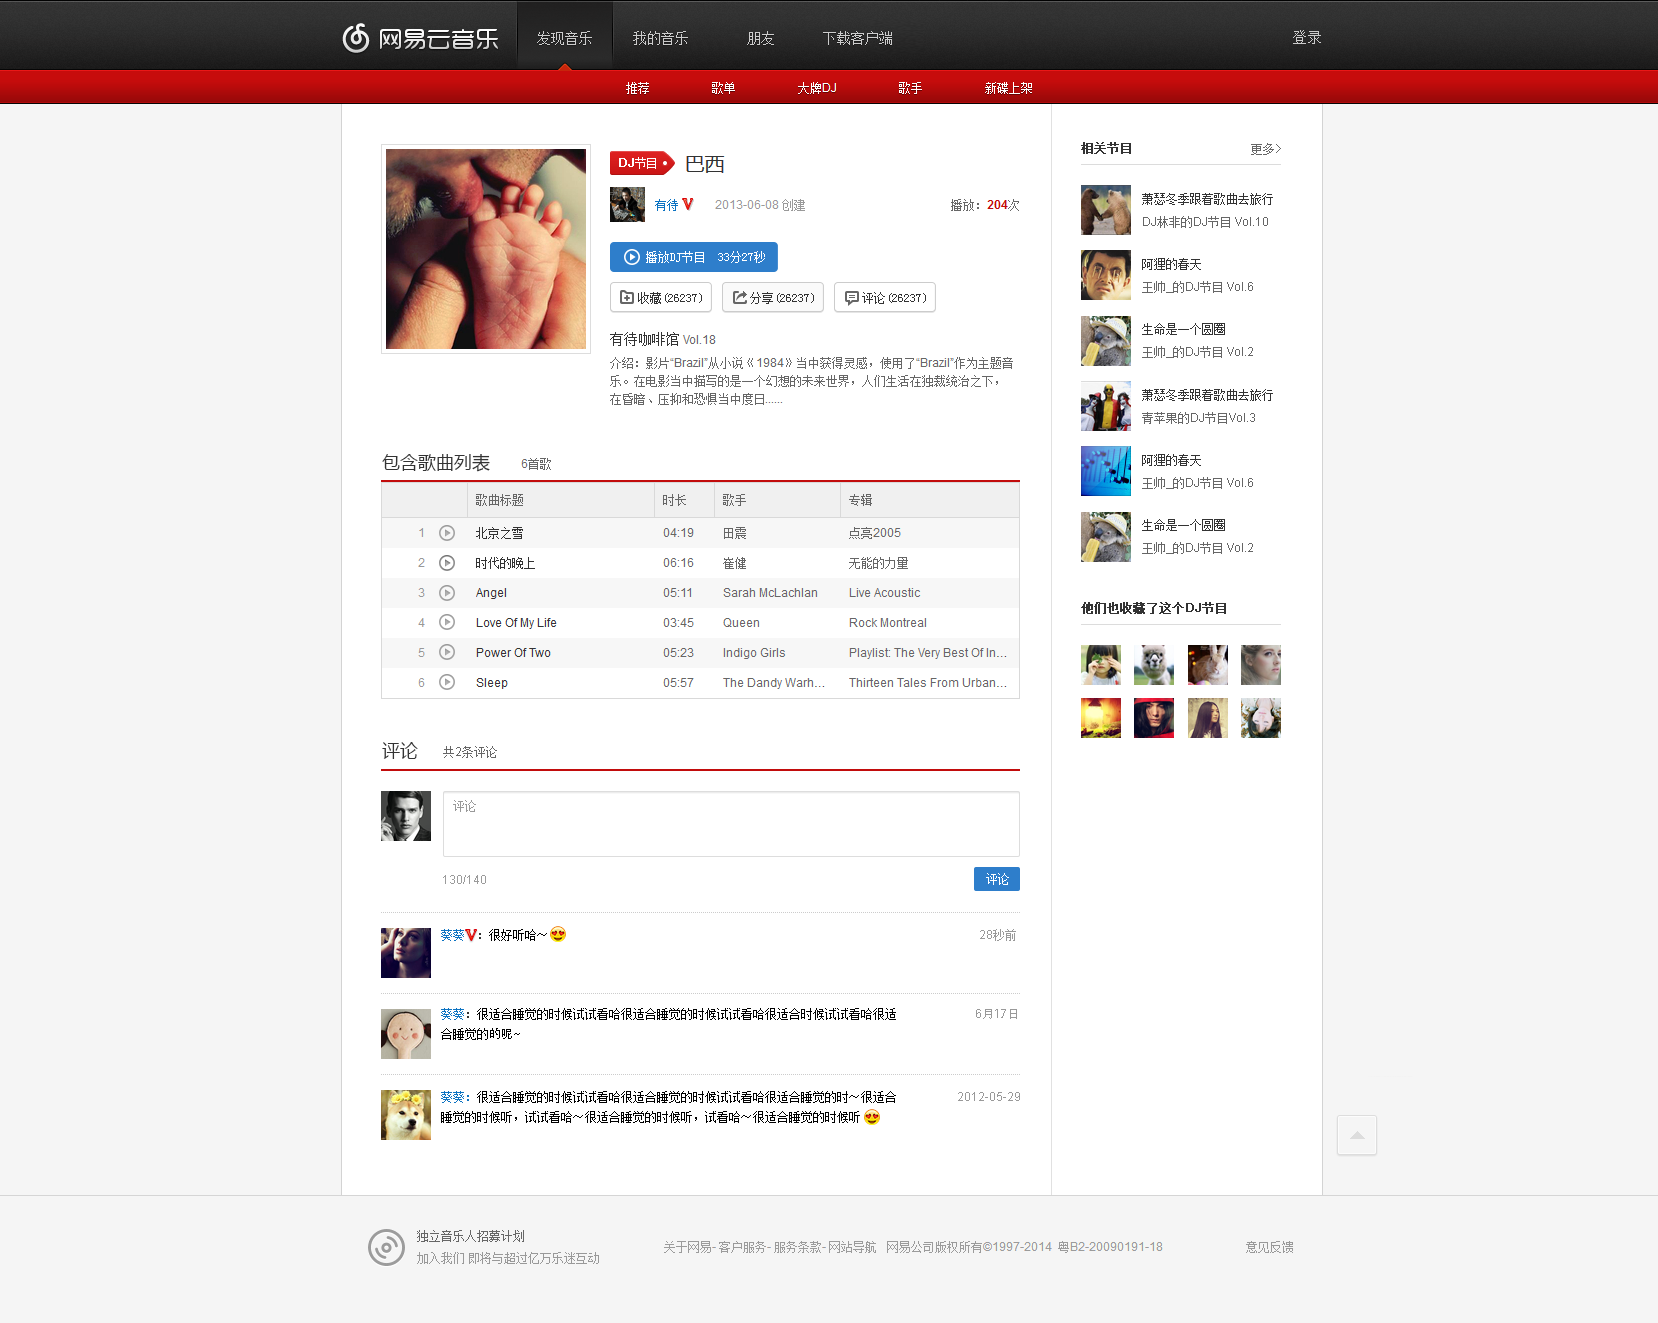 网易云音乐
发现音乐
我的音乐
朋友
下载客户端
登录
推荐
歌单
大牌DJ
歌手
新碟上架
DJ节目
巴西
有待
2013-06-08 创建
播放：204次
播放DJ节目 33分27秒
收藏 (26237)
分享 (26237)
评论 (26237)
有待咖啡馆 Vol.18
介绍：影片“Brazil”从小说《1984》当中获得灵感，使用了“Brazil”作为主题音
乐。在电影当中描写的是一个幻想的未来世界，人们生活在独裁统治之下，
在昏暗、压抑和恐惧当中度日......
包含歌曲列表 6首歌
歌曲标题 时长 歌手 专辑
1 北京之雪 04:19 田震 点亮2005
2 时代的晚上 06:16 崔健 无能的力量
3 Angel 05:11 Sarah McLachlan Live Acoustic
4 Love Of My Life 03:45 Queen Rock Montreal
5 Power Of Two 05:23 Indigo Girls Playlist: The Very Best Of In...
6 Sleep 05:57 The Dandy Warh... Thirteen Tales From Urban...
评论 共2条评论
评论
130/140
评论
葵葵V：很好听哈～
28秒前
葵葵：很适合睡觉的时候试试看哈很适合睡觉的时候试试看哈很适合时候试试看哈很适
合睡觉的的呢~
6月17日
葵葵：很适合睡觉的时候试试看哈很适合睡觉的时候试试看哈很适合睡觉的时～很适合
睡觉的时候听，试试看哈～很适合睡觉的时候听，试看哈～很适合睡觉的时候听
2012-05-29
相关节目
更多>
萧瑟冬季跟着歌曲去旅行
DJ林非的DJ节目 Vol.10
阿狸的春天
王帅_的DJ节目 Vol.6
生命是一个圆圈
王帅_的DJ节目 Vol.2
萧瑟冬季跟着歌曲去旅行
青苹果的DJ节目Vol.3
阿狸的春天
王帅_的DJ节目 Vol.6
生命是一个圆圈
王帅_的DJ节目 Vol.2
他们也收藏了这个DJ节目
独立音乐人招募计划
加入我们 即将与超过亿万乐迷互动
关于网易- 客户服务- 服务条款- 网站导航 网易公司版权所有©1997-2014 粤B2-20090191-18
意见反馈